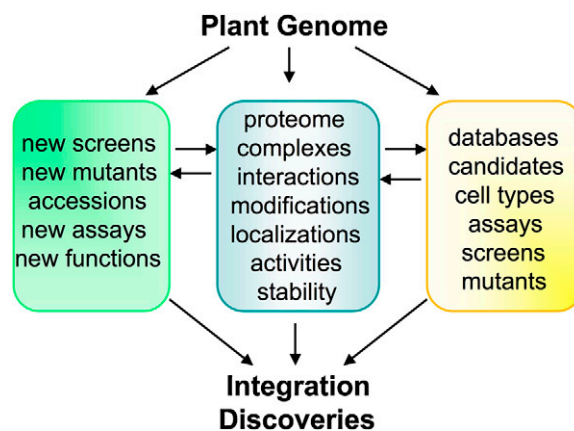 Plant Genome
new screens
new mutants
accessions
new assays
new functions
proteome
complexes
interactions
modifications
localizations
activities
stability
databases
candidates
cell types
assays
screens
mutants
Integration
Discoveries